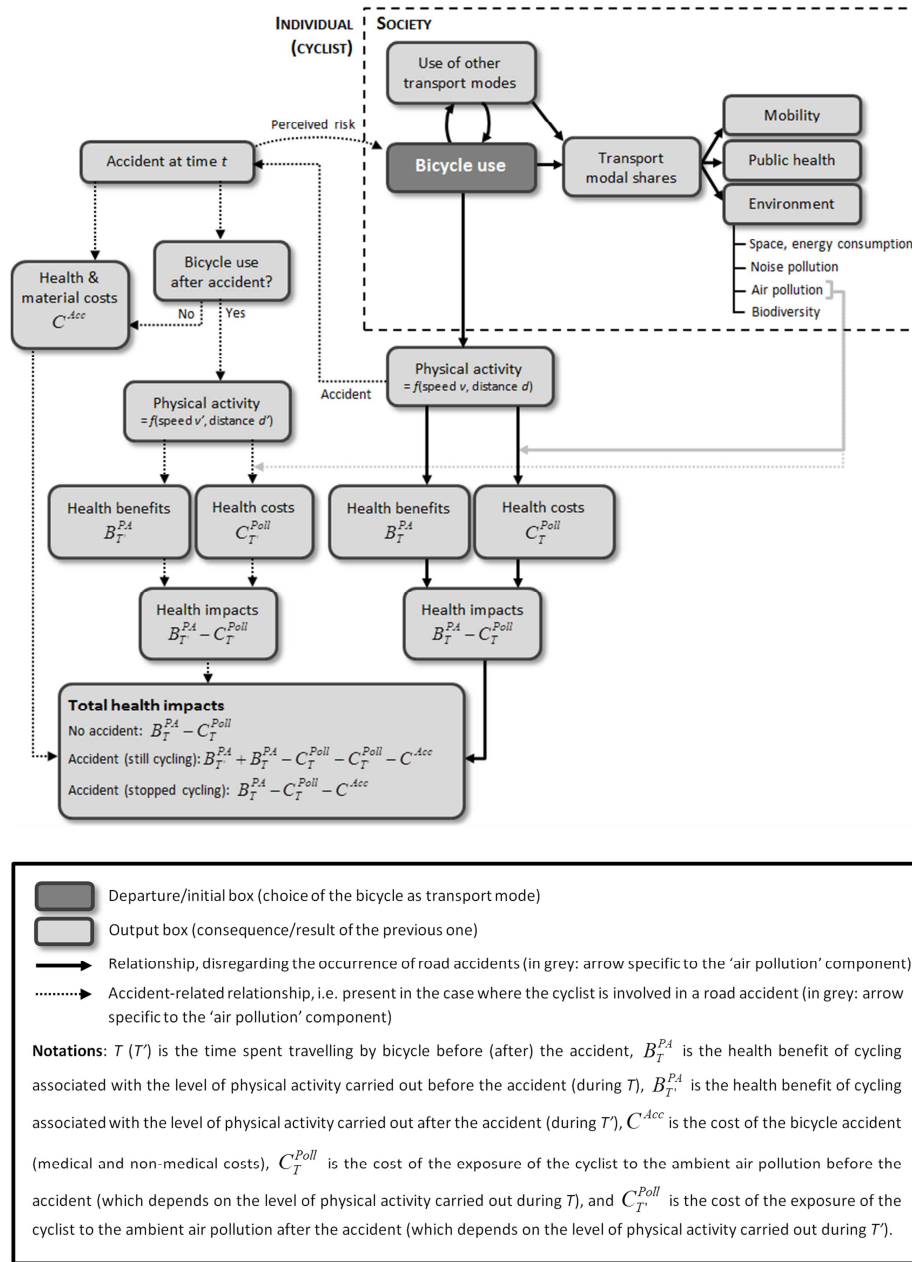 INDIVIDUAL
(CYCLIST)
SOCIETY
Use of other
transport modes
Perceived risk
Accident at time t
Bicycle use
Transport
modal shares
Mobility
Public health
Environment
Space, energy consumption
Noise pollution
Air pollution
Biodiversity
Health &
material costs
C^{Acc}
Bicycle use
after accident?
No
Yes
Physical activity
= f(speed v, distance d)
Accident
Physical activity
= f(speed v', distance d')
Health benefits
B_{T'}^{PA}
Health costs
C_{T'}^{Poll}
Health benefits
B_T^{PA}
Health costs
C_T^{Poll}
Health impacts
B_{T'}^{PA} – C_{T'}^{Poll}
Health impacts
B_T^{PA} – C_T^{Poll}
Total health impacts
No accident: B_T^{PA} – C_T^{Poll}
Accident (still cycling): B_{T'}^{PA} + B_T^{PA} – C_T^{Poll} – C_{T'}^{Poll} – C^{Acc}
Accident (stopped cycling): B_T^{PA} – C_T^{Poll} – C^{Acc}
Departure/initial box (choice of the bicycle as transport mode)
Output box (consequence/result of the previous one)
Relationship, disregarding the occurrence of road accidents (in grey: arrow specific to the 'air pollution' component)
Accident-related relationship, i.e. present in the case where the cyclist is involved in a road accident (in grey: arrow
specific to the 'air pollution' component)
Notations: T (T') is the time spent travelling by bicycle before (after) the accident, B_T^{PA} is the health benefit of cycling
associated with the level of physical activity carried out before the accident (during T), B_{T'}^{PA} is the health benefit of cycling
associated with the level of physical activity carried out after the accident (during T'), C^{Acc} is the cost of the bicycle accident
(medical and non-medical costs), C_T^{Poll} is the cost of the exposure of the cyclist to the ambient air pollution before the
accident (which depends on the level of physical activity carried out during T), and C_{T'}^{Poll} is the cost of the exposure of the
cyclist to the ambient air pollution after the accident (which depends on the level of physical activity carried out during T').